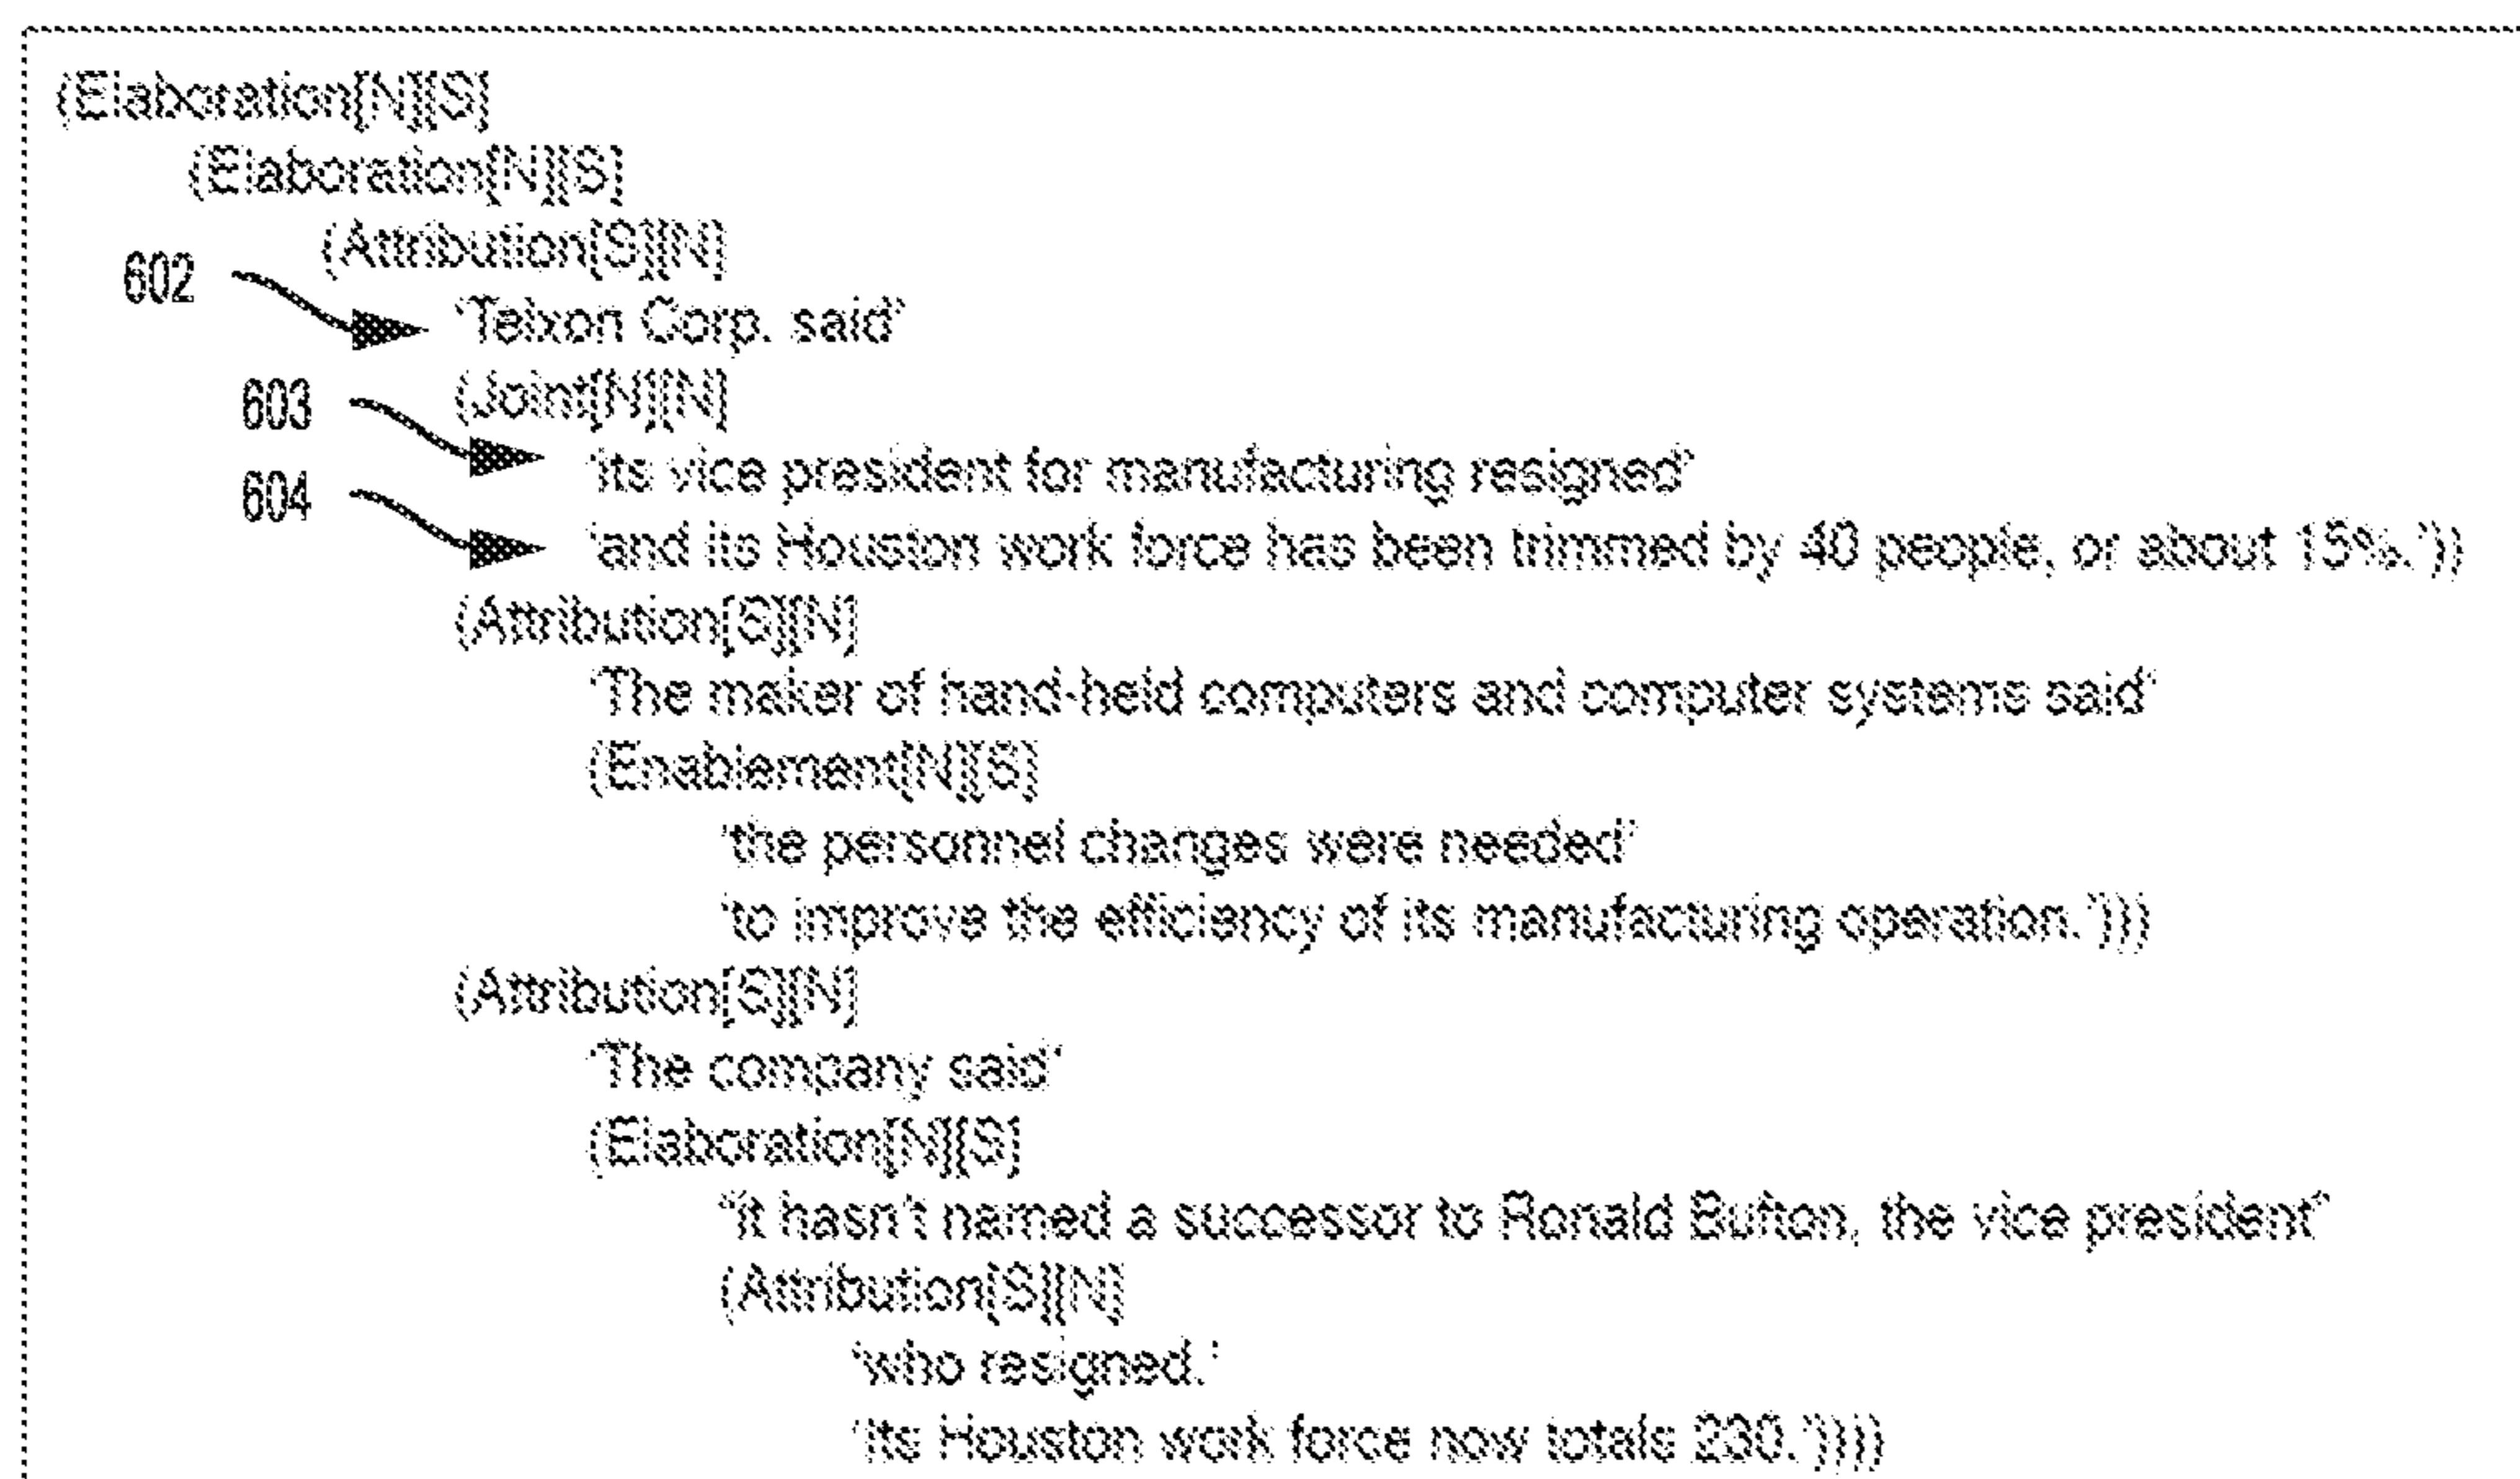 (Elaboration[N][S]
(Elaboration[N][S]
(Attribution[S][N]
602
'Telxon Corp. said"
603
(Joint[N][N]
'its vice president for manufacturing resigned"
604
'and its Houston work force has been trimmed by 40 people, or about 15%.'))
(Attribution[S][N]
'The maker of hand-held computers and computer systems said'
(Enablement[N][S]
'the personnel changes were needed'
'to improve the efficiency of its manufacturing operation.')))
(Attribution[S][N]
'The company said'
(Elaboration[N][S]
"it hasn't named a successor to Ronald Bufton, the vice president"
(Attribution[S][N]
'who resigned.'
'Its Houston work force now totals 230.'))))